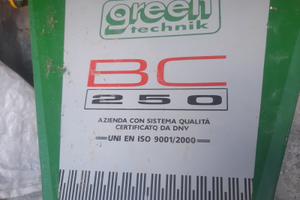 green
technik
BC
250
AZIENDA CON SISTEMA QUALITÀ
CERTIFICATO DA DNV
UNI EN ISO 9001/2000